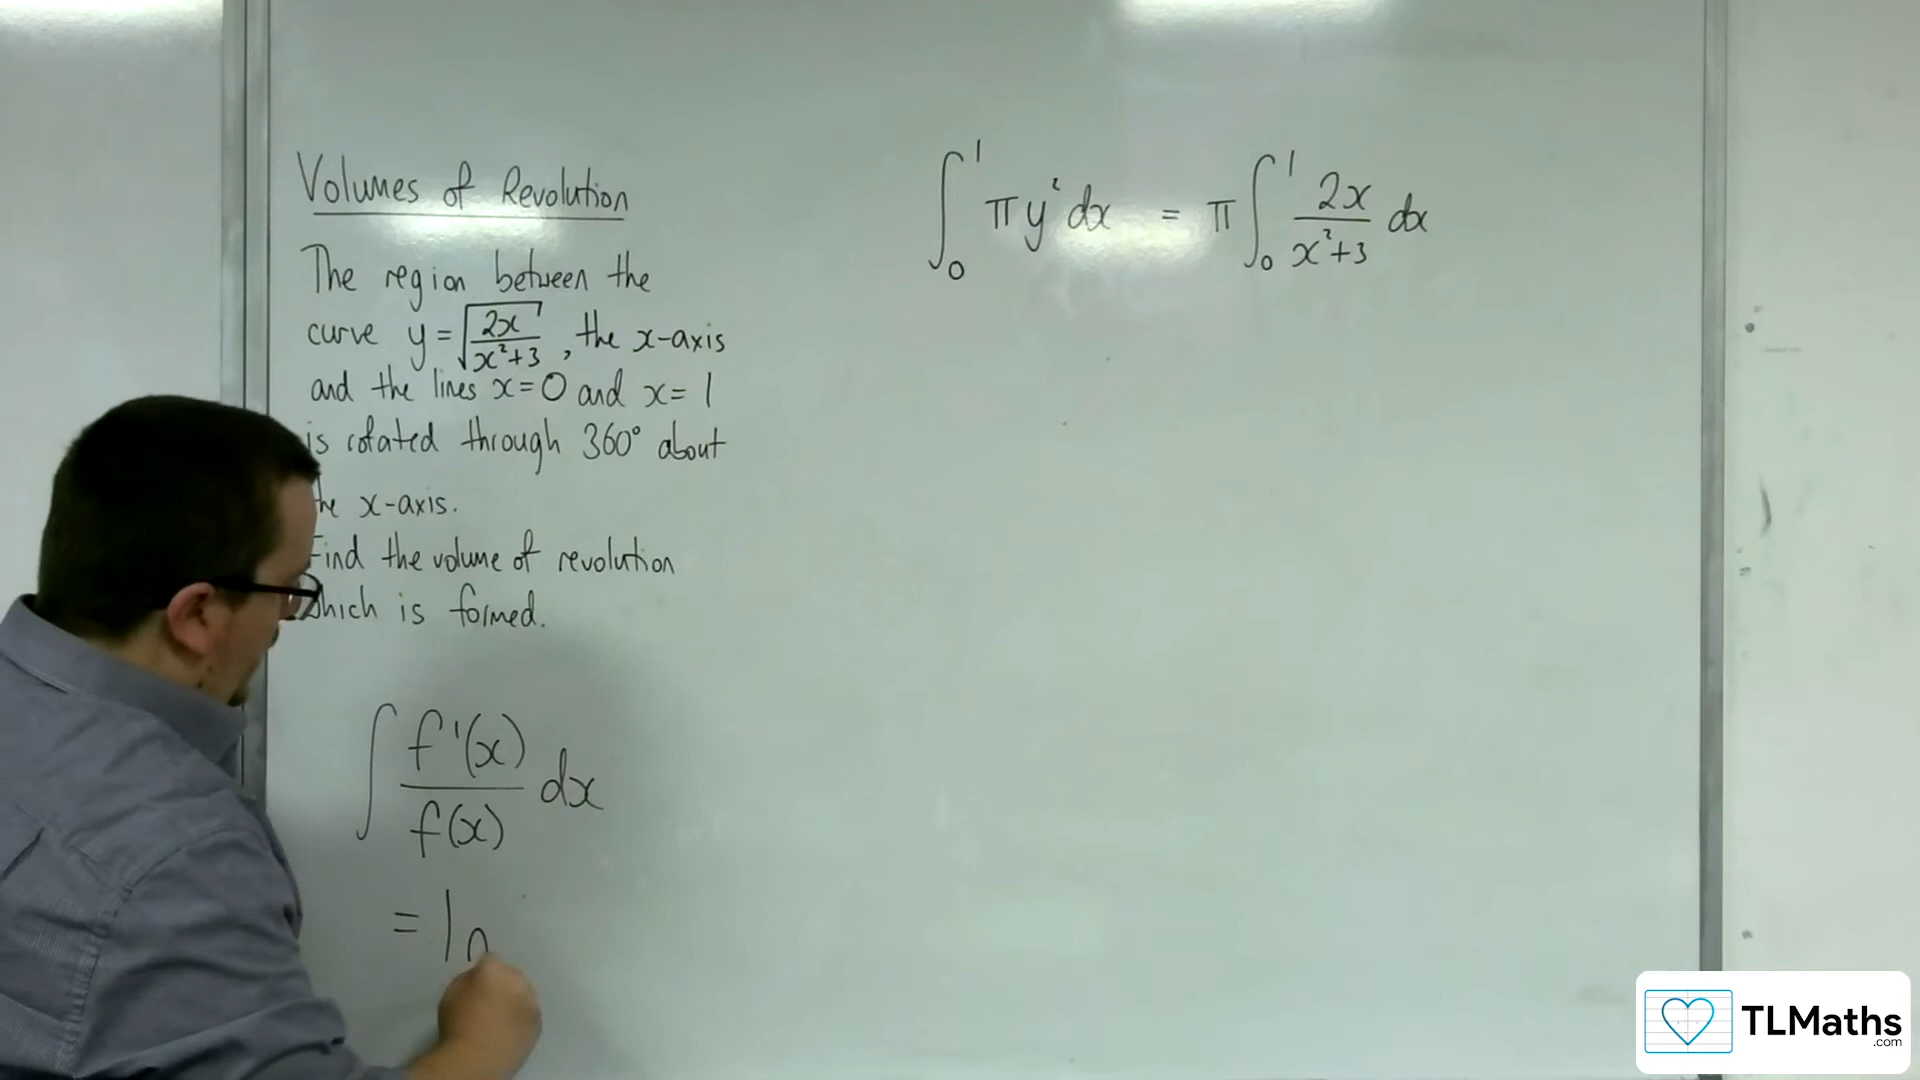 Volumes of Revolution
The region between the
curve y = √(2x/(x²+3)), the x-axis
and the lines x=0 and x=1
is rotated through 360° about
x-axis.
Find the volume of revolution
which is formed.
∫ f'(x)/f(x) dx
= ln
∫₀¹ πy² dx = π∫₀¹ 2x/(x²+3) dx
TLMaths
.com